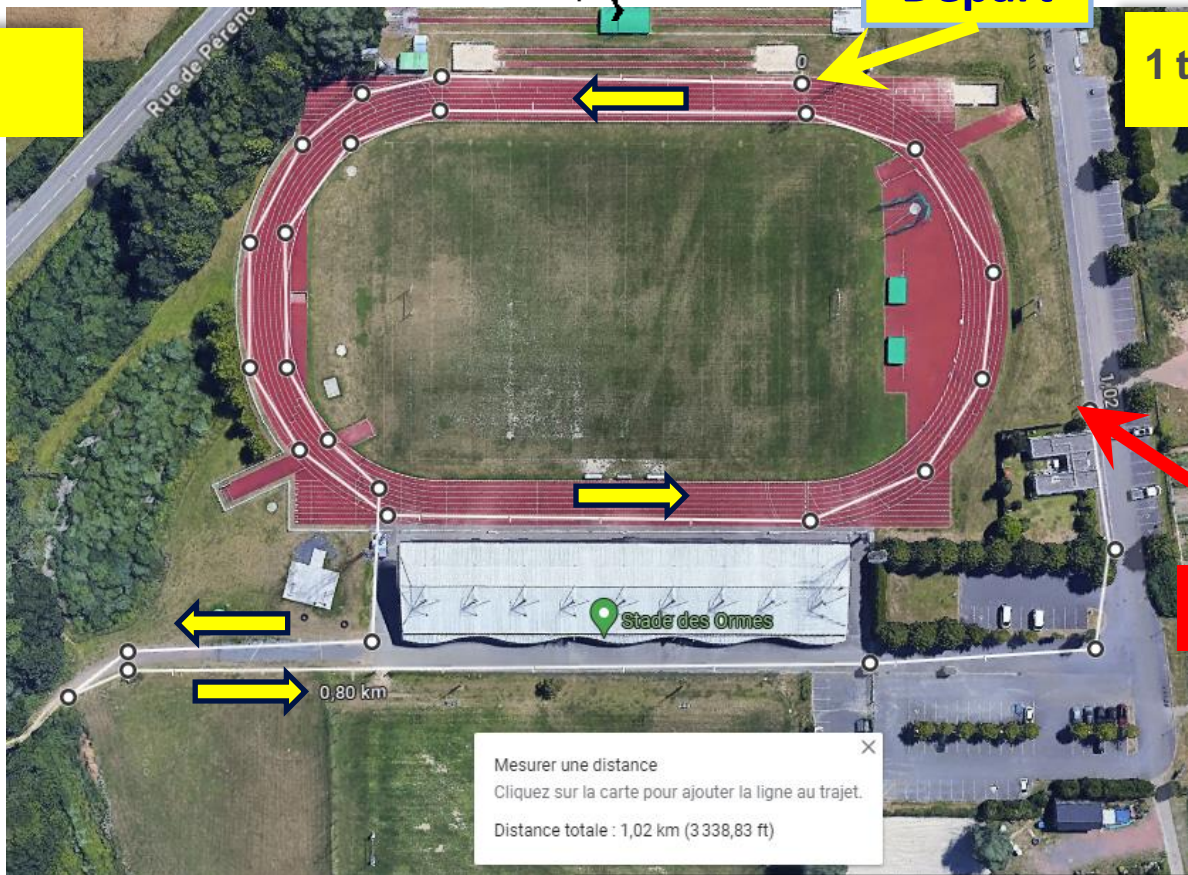 Départ
1 t
Rue de Pérenc
0
1,02
Stade des Ormes
0,80 km
Mesurer une distance
Cliquez sur la carte pour ajouter la ligne au trajet.
Distance totale : 1,02 km (3 338,83 ft)